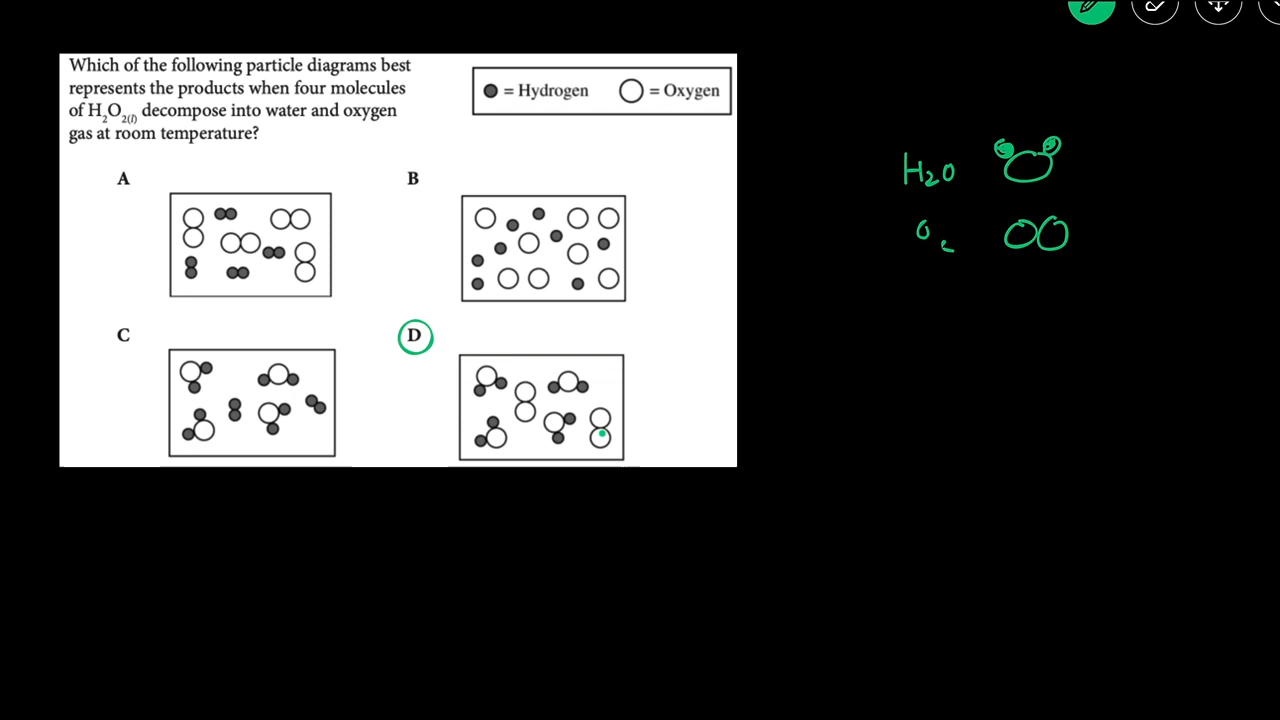 Which of the following particle diagrams best
represents the products when four molecules
of H₂O₂₍ₗ₎ decompose into water and oxygen
gas at room temperature?
= Hydrogen
= Oxygen
A
B
C
D
H₂O
O₂